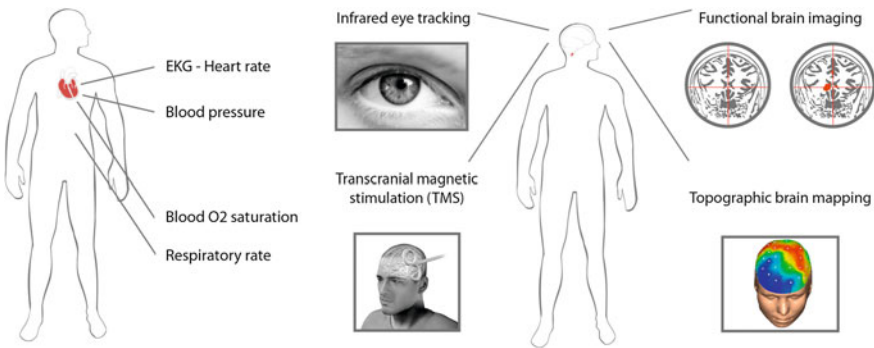 EKG - Heart rate
Blood pressure
Blood O2 saturation
Respiratory rate
Infrared eye tracking
Transcranial magnetic
stimulation (TMS)
Functional brain imaging
Topographic brain mapping